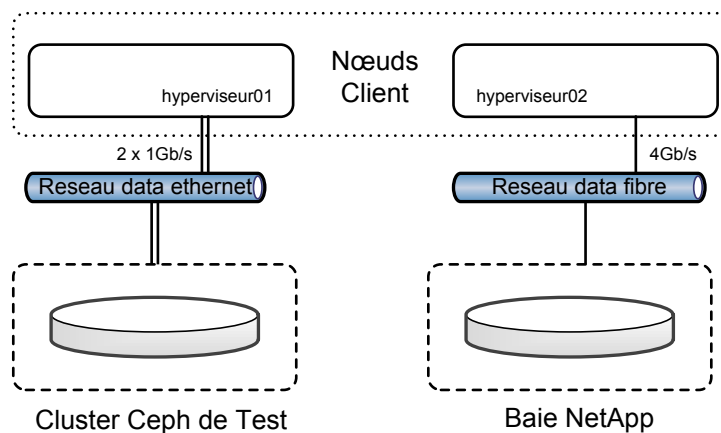 Nœuds
Client
hyperviseur01
hyperviseur02
2 x 1Gb/s
4Gb/s
Reseau data ethernet
Reseau data fibre
Cluster Ceph de Test
Baie NetApp